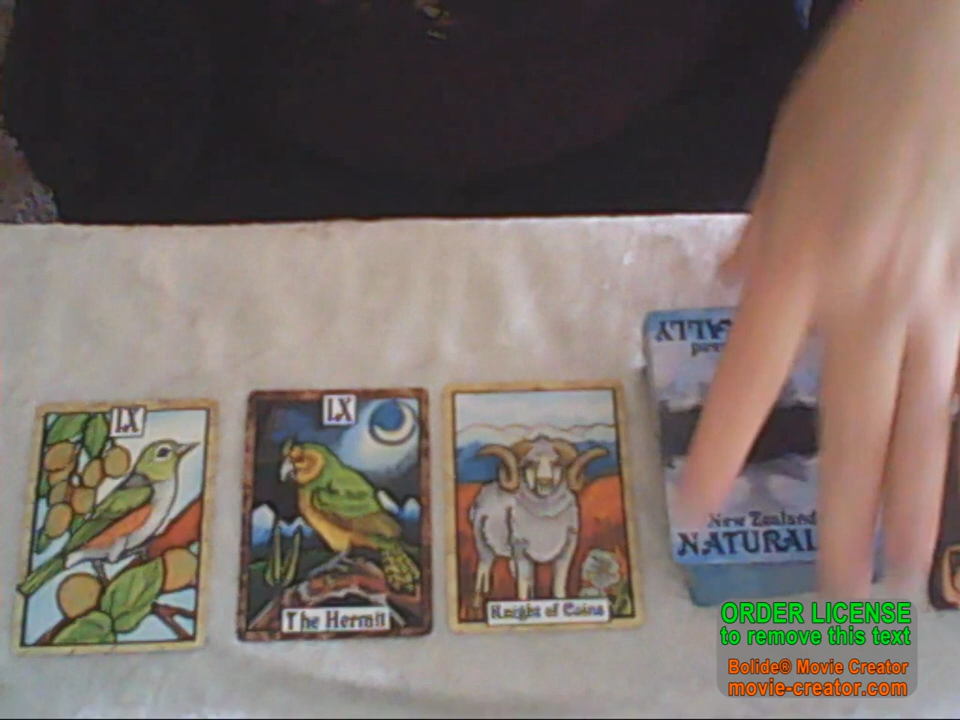 IX
IX
The Hermit
Knight of Coins
New Zealand
NATURAL
ORDER LICENSE
to remove this text
Bolide® Movie Creator
movie-creator.com